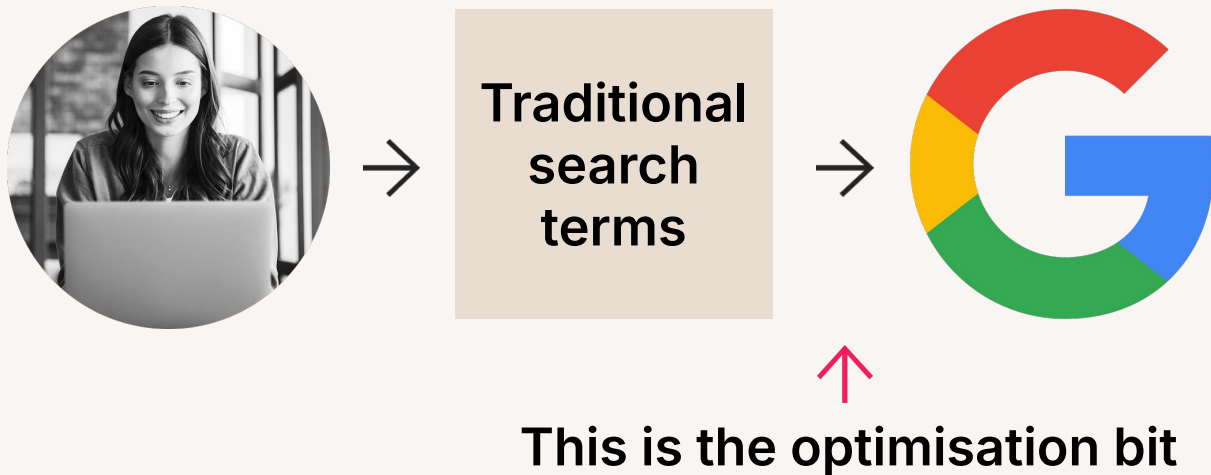 Traditional
search
terms
This is the optimisation bit